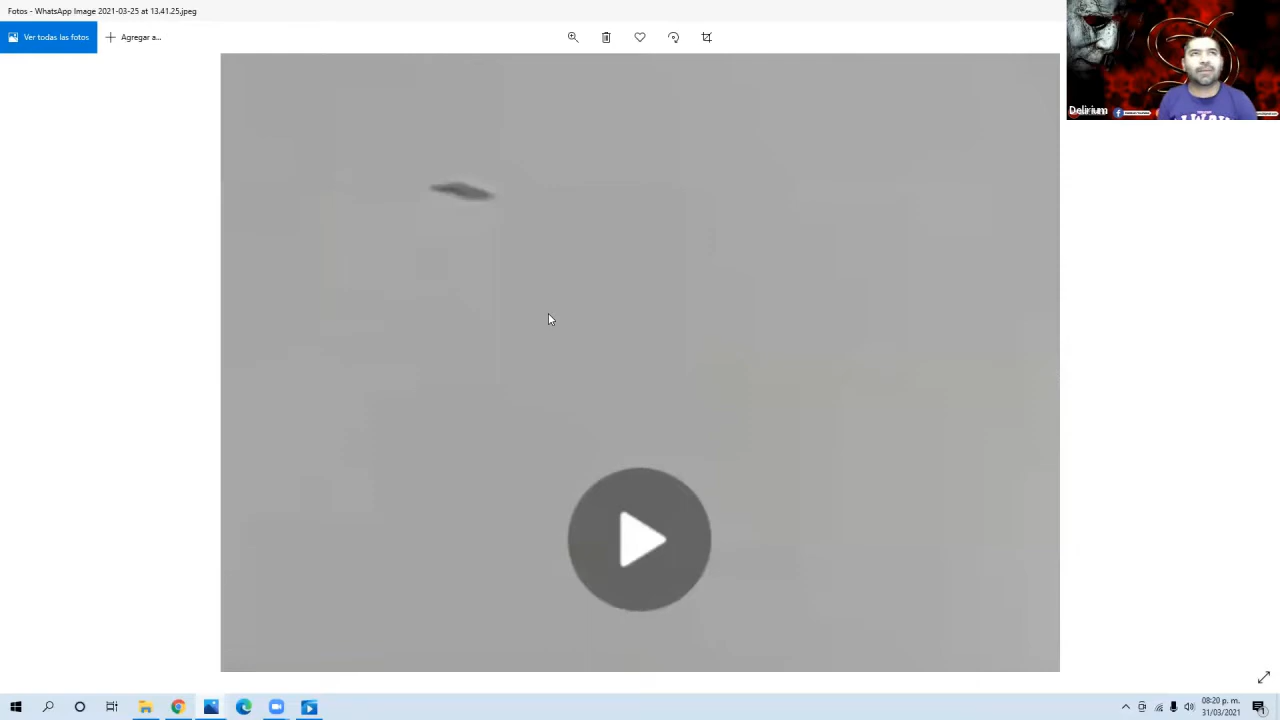 Fotos - WhatsApp Image 2021-03-25 at 13.41.25.jpeg
Ver todas las fotos
Agregar a...
Delirium
08:20 p. m.
31/03/2021